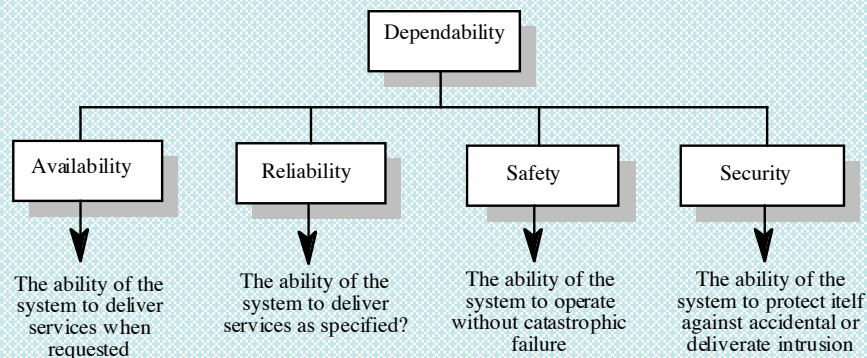 Dependability
Availability
Reliability
Safety
Security
The ability of the
system to deliver
services when
requested
The ability of the
system to deliver
services as specified?
The ability of the
system to operate
without catastrophic
failure
The ability of the
system to protect itelf
against accidental or
deliverate intrusion